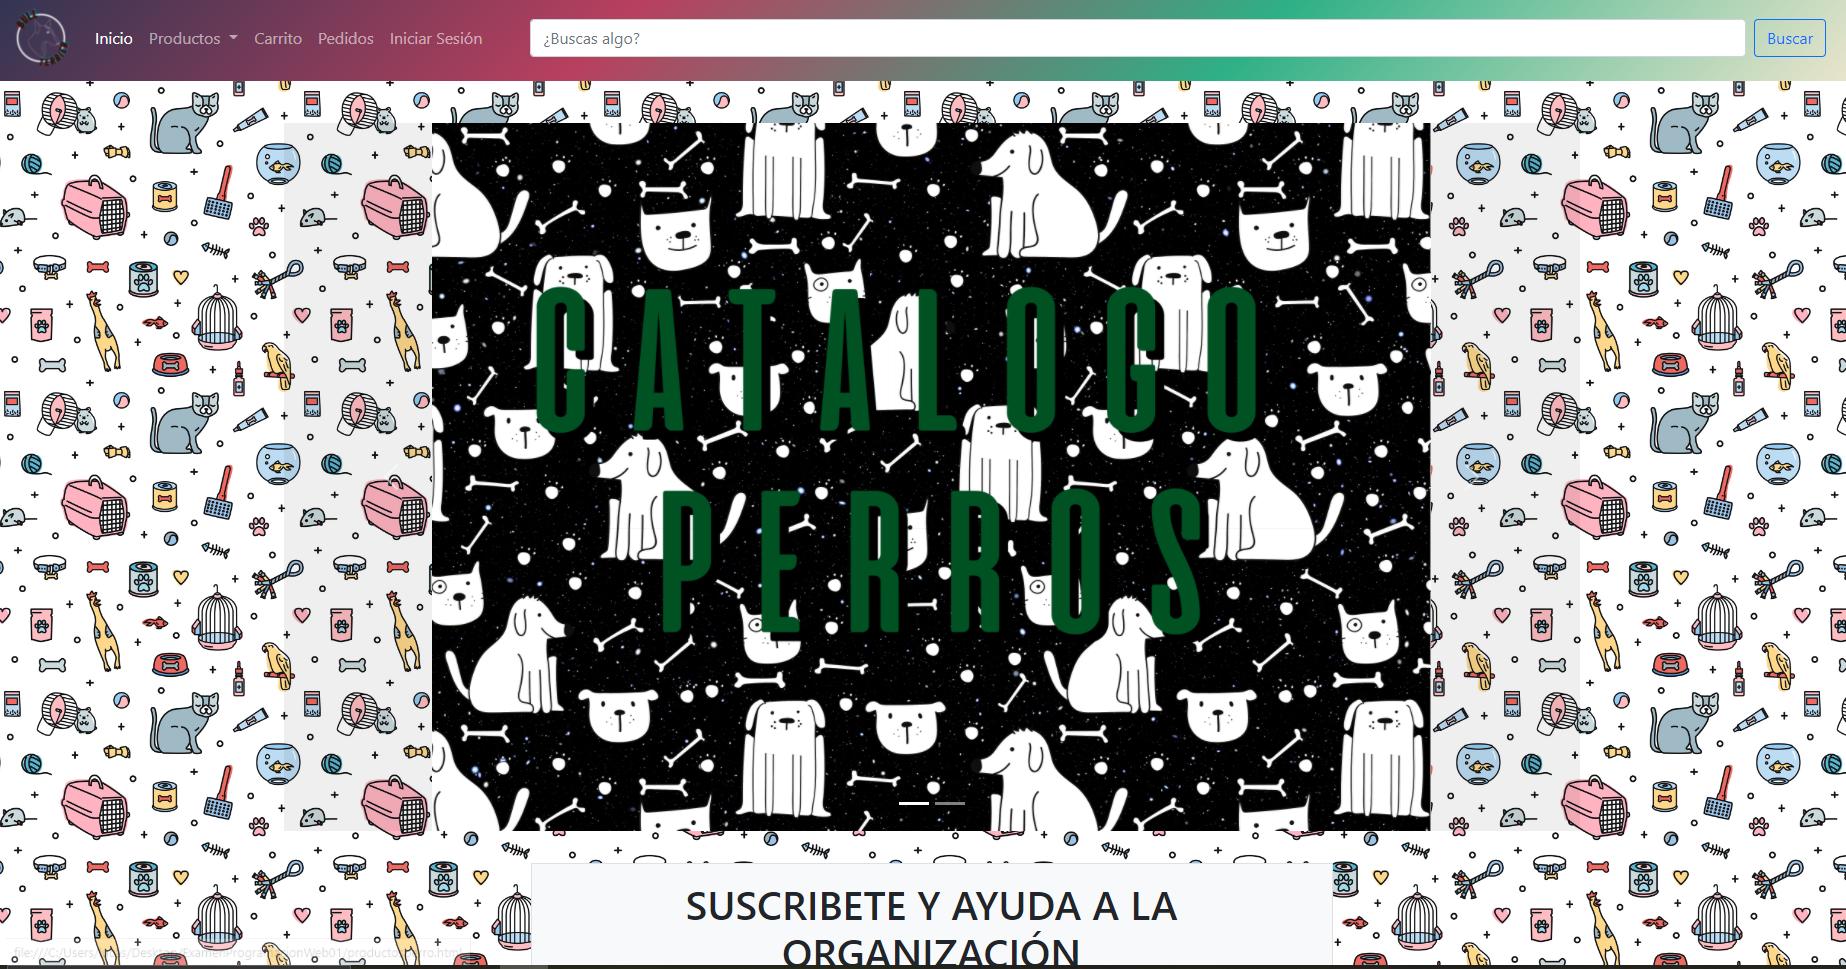 Inicio Productos Carrito Pedidos Iniciar Sesión ¿Buscas algo? Buscar
CATALOGO
PERROS
SUSCRIBETE Y AYUDA A LA
ORGANIZACIÓN